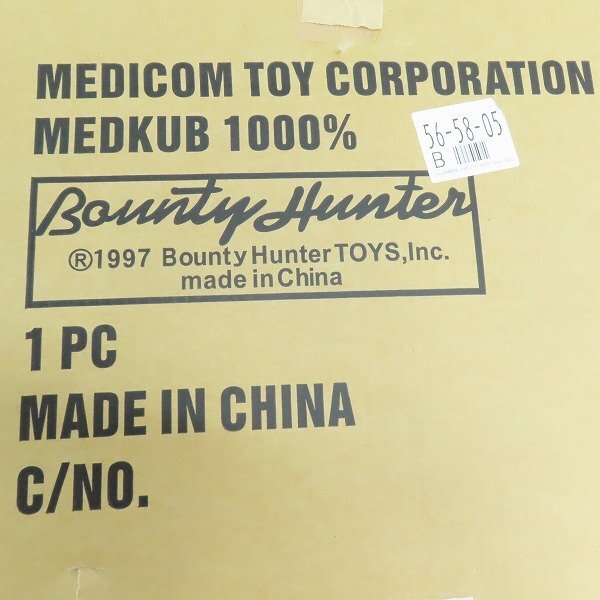 MEDICOM TOY CORPORATION
MEDKUB 1000%
56-58-05
B
Bounty Hunter
®1997 Bounty Hunter TOYS,Inc.
made in China
1 PC
MADE IN CHINA
C/NO.